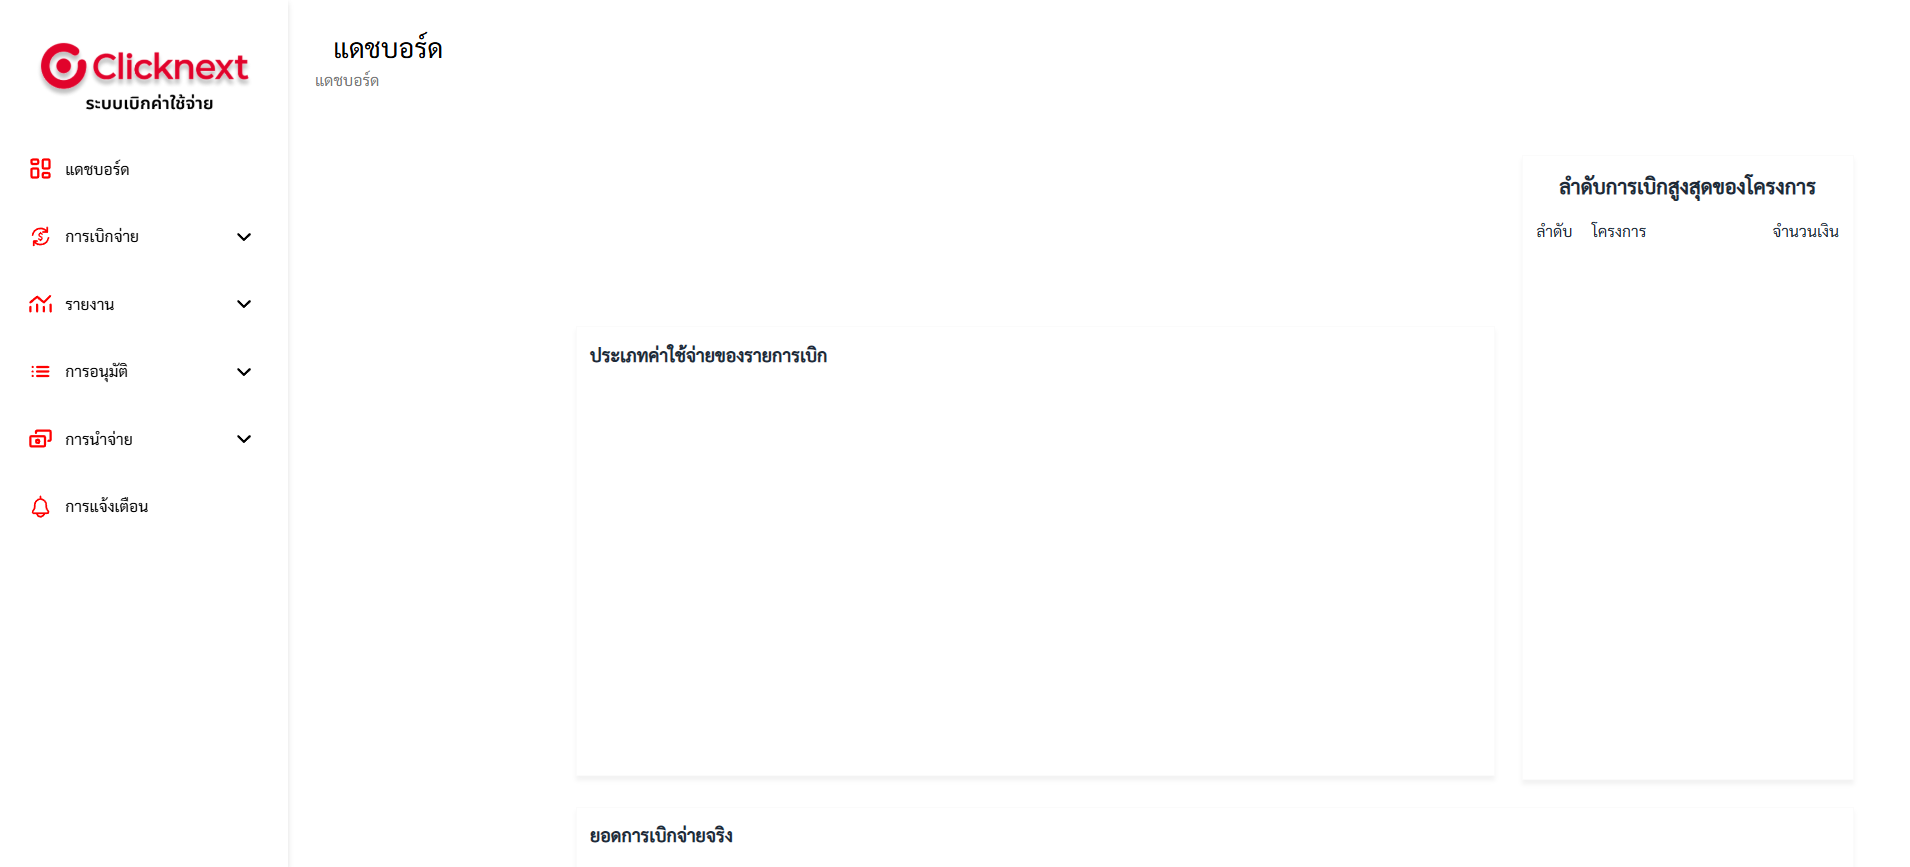 Clicknext
ระบบเบิกค่าใช้จ่าย
แดชบอร์ด
การเบิกจ่าย
รายงาน
การอนุมัติ
การนำจ่าย
การแจ้งเตือน
แดชบอร์ด
แดชบอร์ด
ประเภทค่าใช้จ่ายของรายการเบิก
ลำดับการเบิกสูงสุดของโครงการ
ลำดับ โครงการ จำนวนเงิน
ยอดการเบิกจ่ายจริง